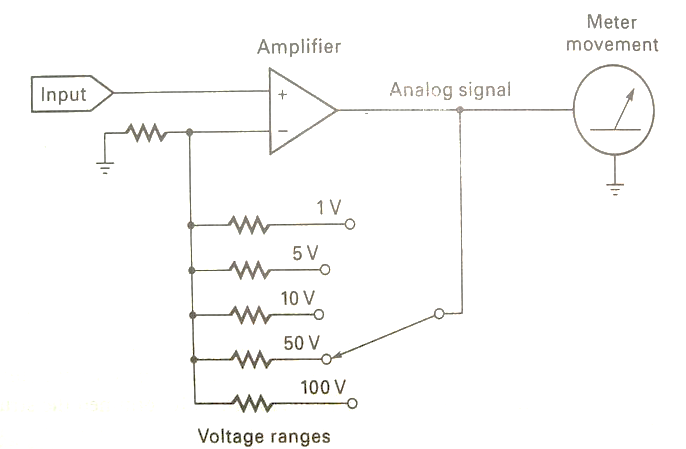 Meter
movement
Amplifier
Input
+
−
Analog signal
1 V
5 V
10 V
50 V
100 V
Voltage ranges